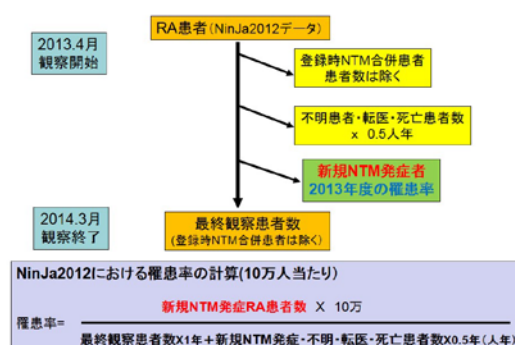 RA患者(NinJa2012データ)
2013.4月
観察開始
登録時NTM合併患者
患者数は除く
不明患者・転医・死亡患者数
x 0.5人年
新規NTM発症者
2013年度の罹患率
2014.3月
観察終了
最終観察患者数
(登録時NTM合併患者は除く)
NinJa2012における罹患率の計算(10万人当たり)
新規NTM発症RA患者数 X 10万
罹患率=
最終観察患者数X1年+新規NTM発症・不明・転医・死亡患者数X0.5年(人年)